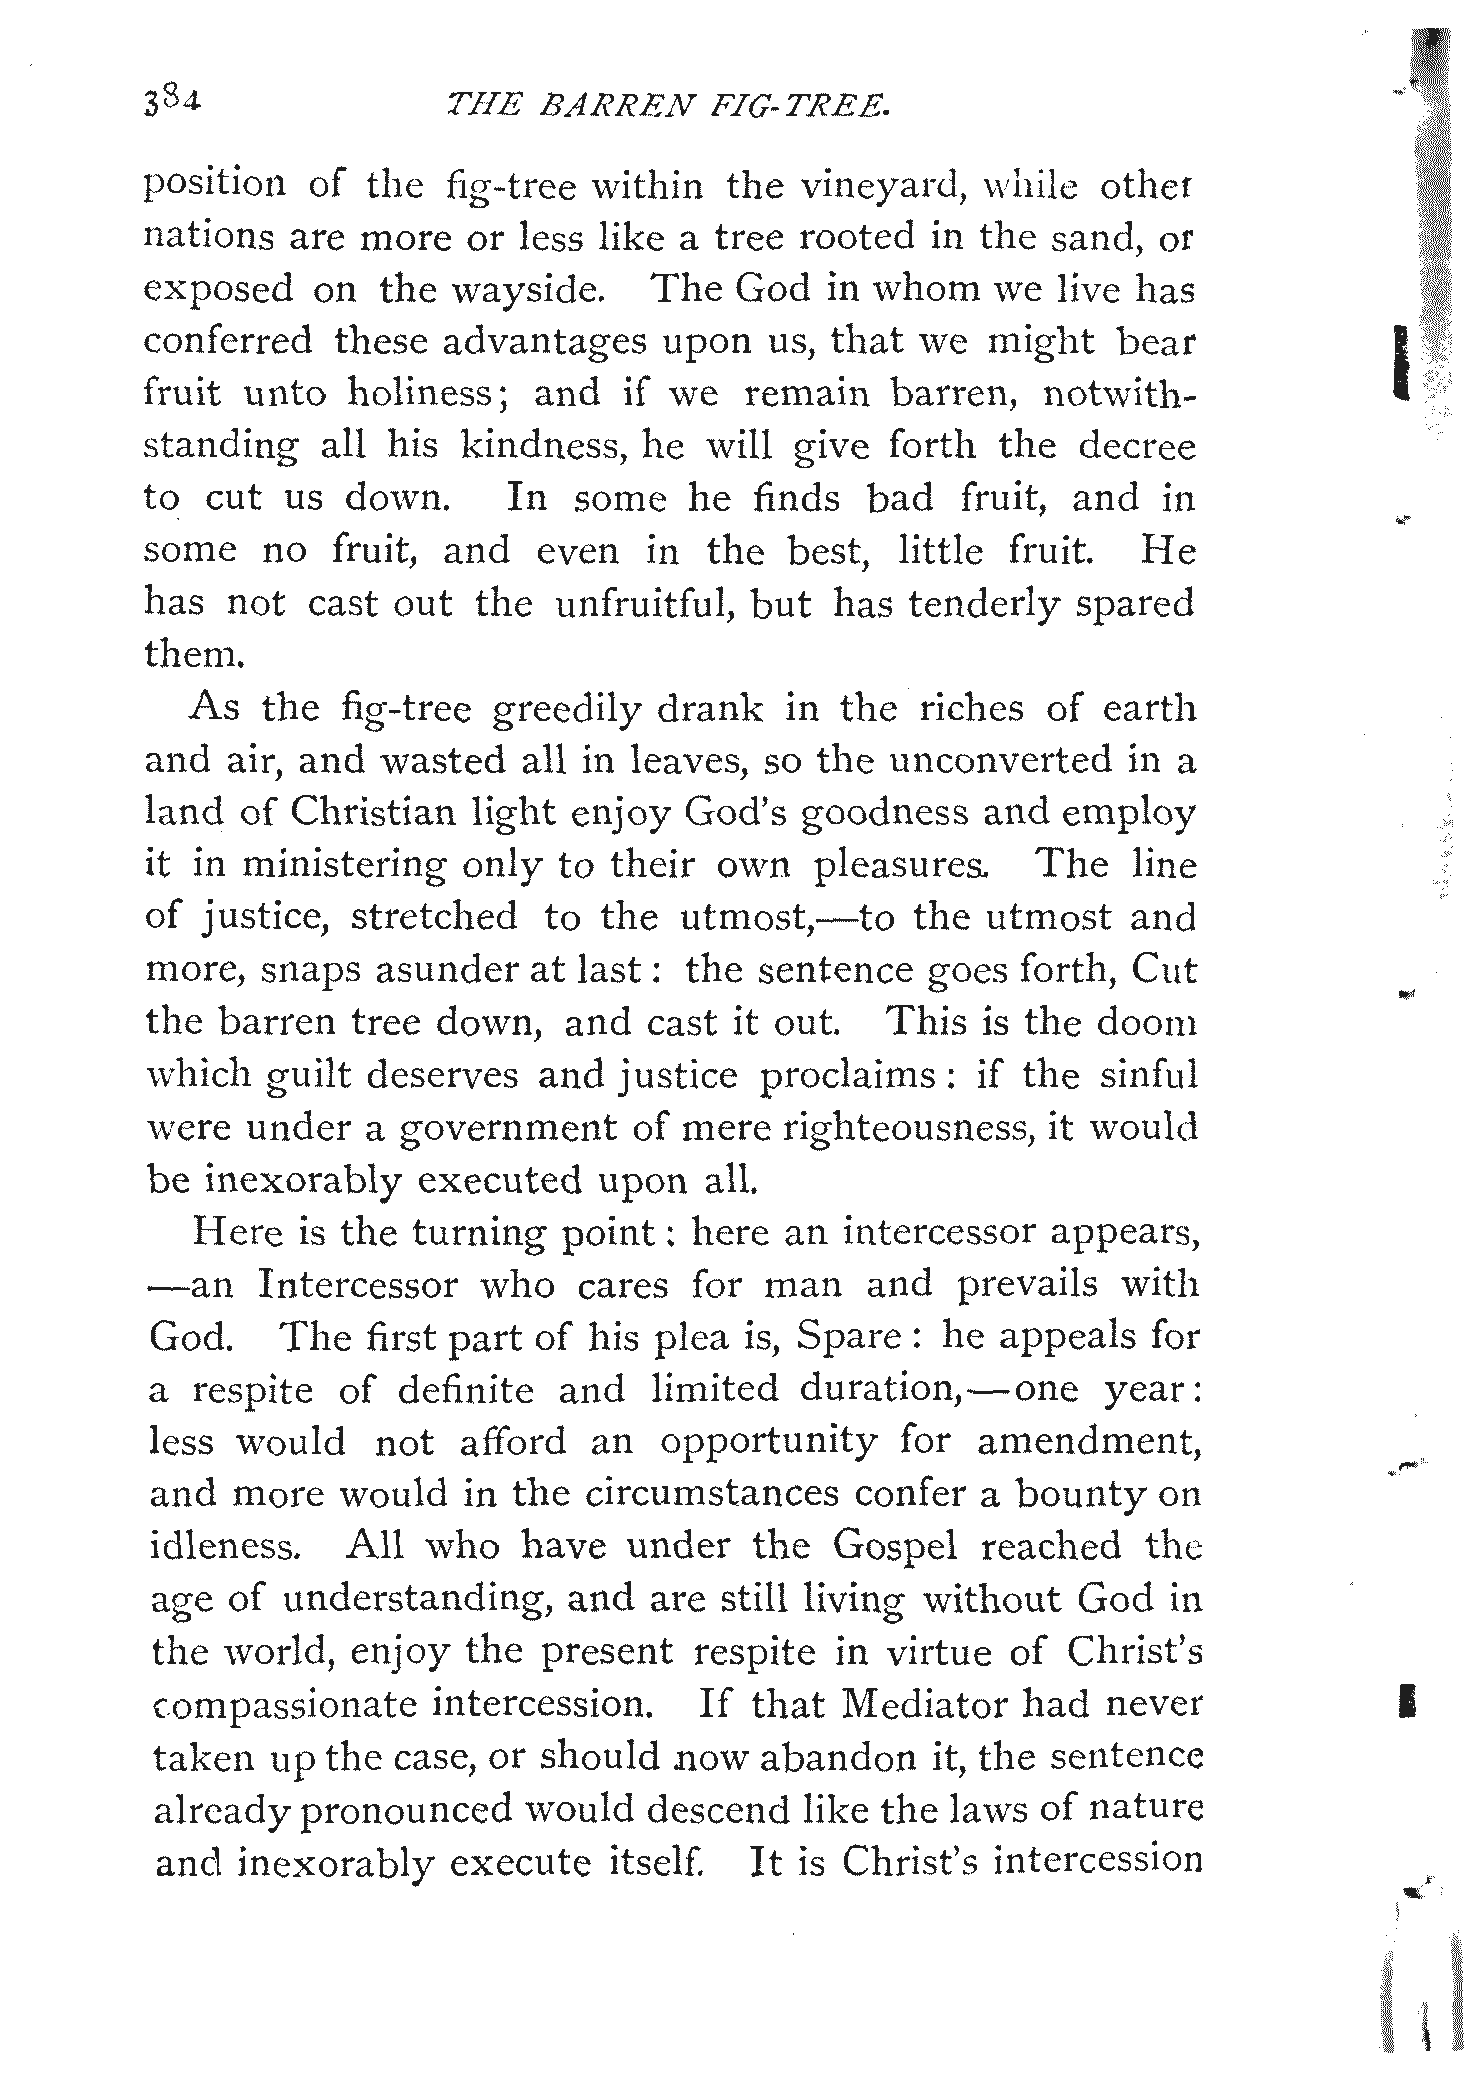 384 THE BARREN FIG-TREE.
position of the fig-tree within the vineyard, while other
nations are more or less like a tree rooted in the sand, or
exposed on the wayside. The God in whom we live has
conferred these advantages upon us, that we might bear
fruit unto holiness; and if we remain barren, notwith-
standing all his kindness, he will give forth the decree
to cut us down. In some he finds bad fruit, and in
some no fruit, and even in the best, little fruit. He
has not cast out the unfruitful, but has tenderly spared
them.
As the fig-tree greedily drank in the riches of earth
and air, and wasted all in leaves, so the unconverted in a
land of Christian light enjoy God's goodness and employ
it in ministering only to their own pleasures. The line
of justice, stretched to the utmost,—to the utmost and
more, snaps asunder at last: the sentence goes forth, Cut
the barren tree down, and cast it out. This is the doom
which guilt deserves and justice proclaims: if the sinful
were under a government of mere righteousness, it would
be inexorably executed upon all.
Here is the turning point: here an intercessor appears,
—an Intercessor who cares for man and prevails with
God. The first part of his plea is, Spare: he appeals for
a respite of definite and limited duration,—one year:
less would not afford an opportunity for amendment,
and more would in the circumstances confer a bounty on
idleness. All who have under the Gospel reached the
age of understanding, and are still living without God in
the world, enjoy the present respite in virtue of Christ's
compassionate intercession. If that Mediator had never
taken up the case, or should now abandon it, the sentence
already pronounced would descend like the laws of nature
and inexorably execute itself. It is Christ's intercession